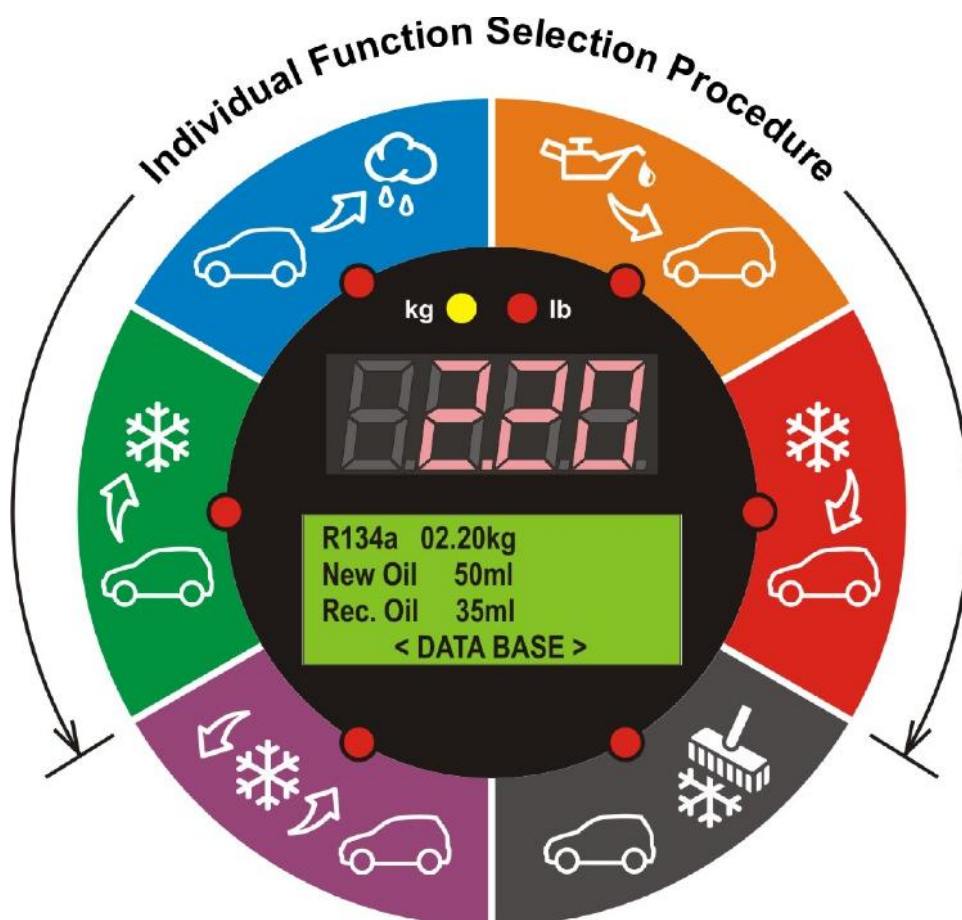 Individual Function Selection Procedure
kg lb
2.20
R134a 02.20kg
New Oil 50ml
Rec. Oil 35ml
< DATA BASE >